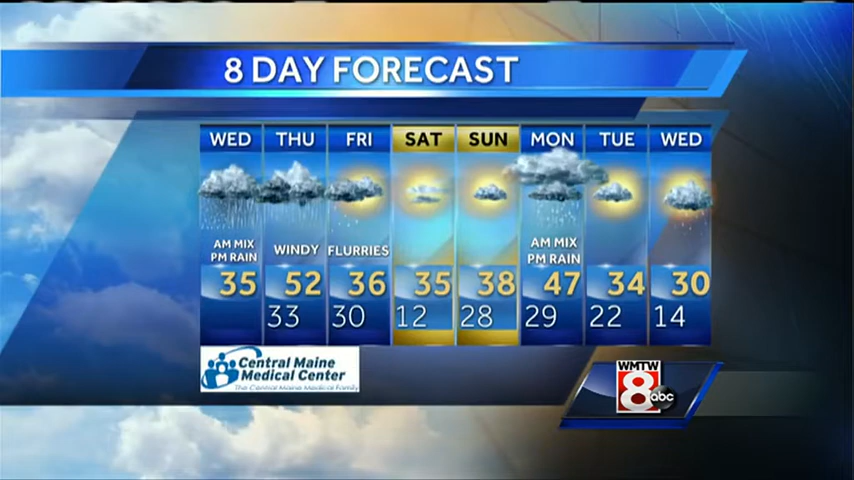 8 DAY FORECAST
WED THU FRI SAT SUN MON TUE WED
AM MIX
PM RAIN
WINDY
FLURRIES
AM MIX
PM RAIN
35 52 36 35 38 47 34 30
33 30 12 28 29 22 14
Central Maine
Medical Center
The Central Maine Medical Family
WMTW
8
abc